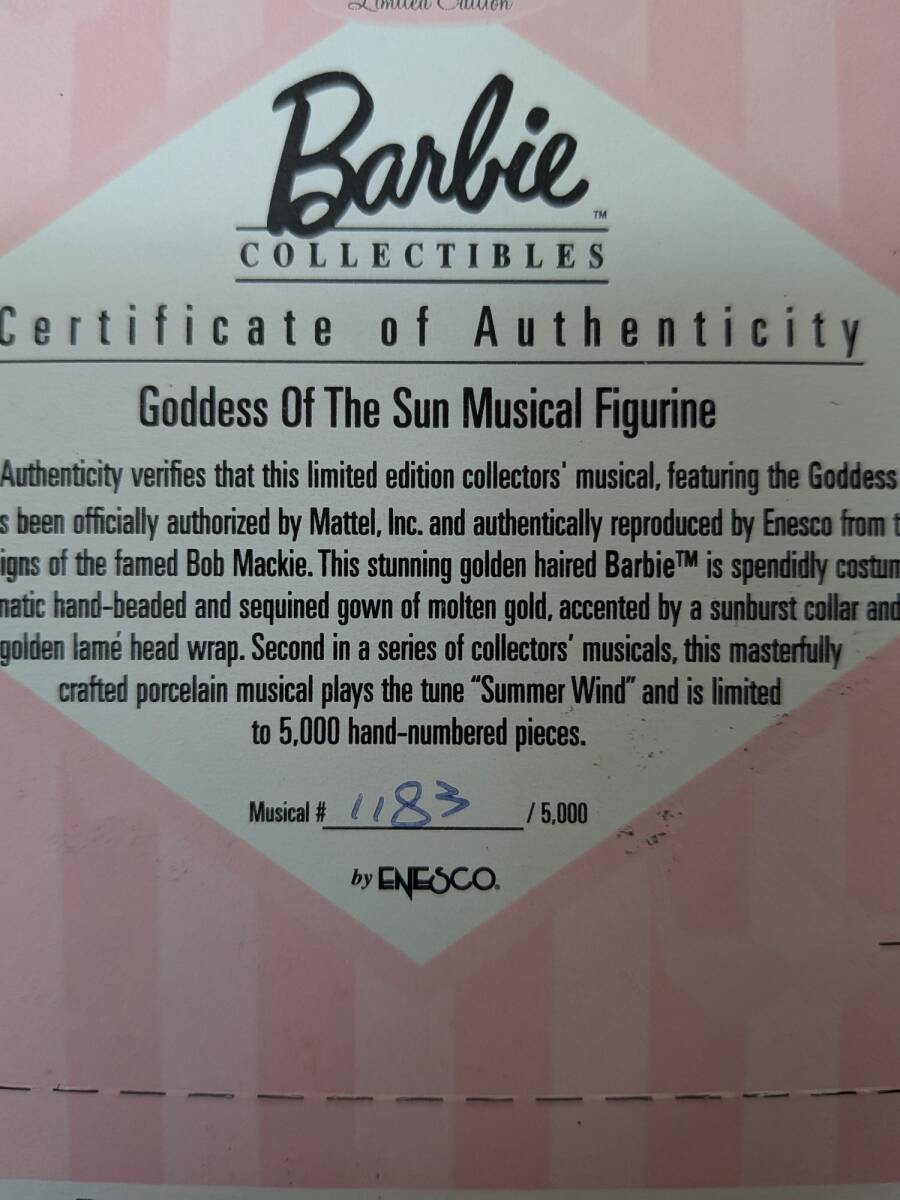 Limited Edition
Barbie™
COLLECTIBLES
Certificate of Authenticity
Goddess Of The Sun Musical Figurine
Authenticity verifies that this limited edition collectors' musical, featuring the Goddess
s been officially authorized by Mattel, Inc. and authentically reproduced by Enesco from t
igns of the famed Bob Mackie. This stunning golden haired Barbie™ is spendidly costum
matic hand-beaded and sequined gown of molten gold, accented by a sunburst collar and
golden lamé head wrap. Second in a series of collectors' musicals, this masterfully
crafted porcelain musical plays the tune "Summer Wind" and is limited
to 5,000 hand-numbered pieces.
Musical # 1183 / 5,000
by ENESCO.